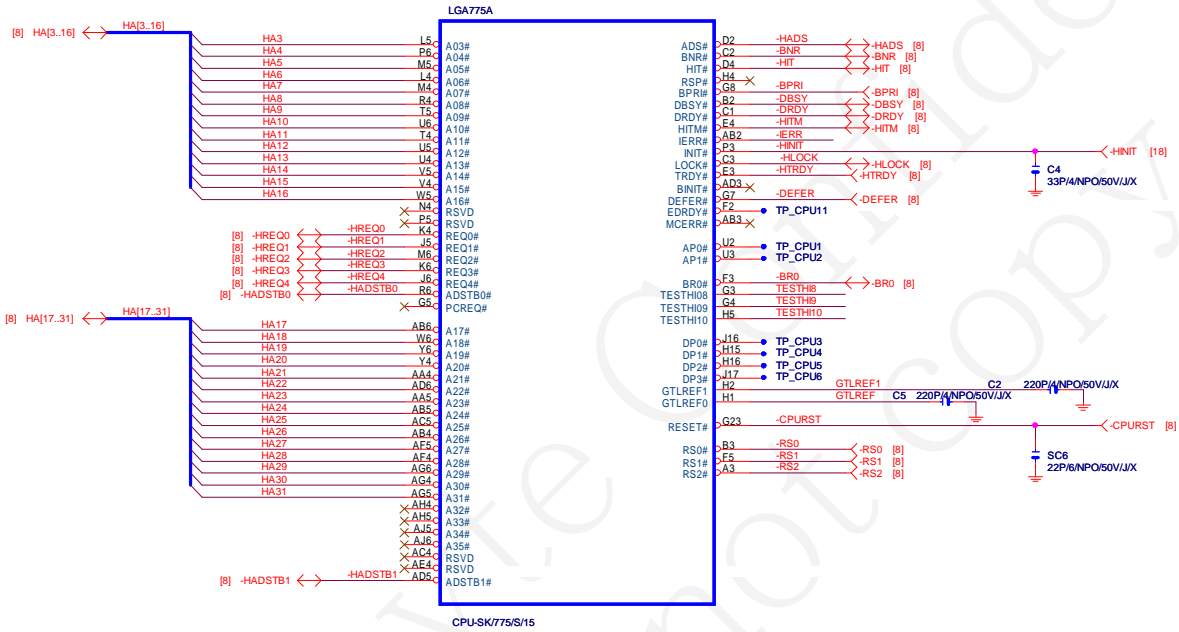 LGA775A
[8] HA[3..16] HA[3..16]
HA3 L5 A03#
HA4 P6 A04#
HA5 M5 A05#
HA6 L4 A06#
HA7 M4 A07#
HA8 R4 A08#
HA9 T5 A09#
HA10 U6 A10#
HA11 T4 A11#
HA12 U5 A12#
HA13 U4 A13#
HA14 V5 A14#
HA15 V4 A15#
HA16 W5 A16#
N4 RSVD
P5 RSVD
[8] -HREQ0 -HREQ0 K4 REQ0#
[8] -HREQ1 -HREQ1 J5 REQ1#
[8] -HREQ2 -HREQ2 M6 REQ2#
[8] -HREQ3 -HREQ3 K6 REQ3#
[8] -HREQ4 -HREQ4 J6 REQ4#
[8] -HADSTB0 -HADSTB0 R6 ADSTB0#
G5 PCREQ#
[8] HA[17..31] HA[17..31]
HA17 AB6 A17#
HA18 W6 A18#
HA19 Y6 A19#
HA20 Y4 A20#
HA21 AA4 A21#
HA22 AD6 A22#
HA23 AA5 A23#
HA24 AB5 A24#
HA25 AC5 A25#
HA26 AB4 A26#
HA27 AF5 A27#
HA28 AF4 A28#
HA29 AG6 A29#
HA30 AG4 A30#
HA31 AG5 A31#
AH4 A32#
AH5 A33#
AJ5 A34#
AJ6 A35#
AC4 RSVD
AE4 RSVD
[8] -HADSTB1 -HADSTB1 AD5 ADSTB1#
ADS# D2 -HADS -HADS [8]
BNR# C2 -BNR -BNR [8]
HIT# D4 -HIT -HIT [8]
RSP# H4
BPRI# G8 -BPRI -BPRI [8]
DBSY# B2 -DBSY -DBSY [8]
DRDY# C1 -DRDY -DRDY [8]
HITM# E4 -HITM -HITM [8]
IERR# AB2 -IERR
INIT# P3 -HINIT -HINIT [18]
LOCK# C3 -HLOCK -HLOCK [8]
TRDY# E3 -HTRDY -HTRDY [8]
C4
33P/4/NPO/50V/J/X
BINIT# AD3
DEFER# G7 -DEFER -DEFER [8]
EDRDY# F2 TP_CPU11
MCERR# AB3
AP0# U2 TP_CPU1
AP1# U3 TP_CPU2
BR0# F3 -BR0 -BR0 [8]
TESTHI08 G3 TESTHI8
TESTHI09 G4 TESTHI9
TESTHI10 H5 TESTHI10
DP0# J16 TP_CPU3
DP1# H15 TP_CPU4
DP2# H16 TP_CPU5
DP3# J17 TP_CPU6
GTLREF1 H2 GTLREF1 C2 220P/4/NPO/50V/J/X
GTLREF0 H1 GTLREF C5 220P/4/NPO/50V/J/X
RESET# G23 -CPURST -CPURST [8]
RS0# B3 -RS0 -RS0 [8]
RS1# F5 -RS1 -RS1 [8]
RS2# A3 -RS2 -RS2 [8]
SC6
22P/6/NPO/50V/J/X
CPU-SK/775/S/15
not copy